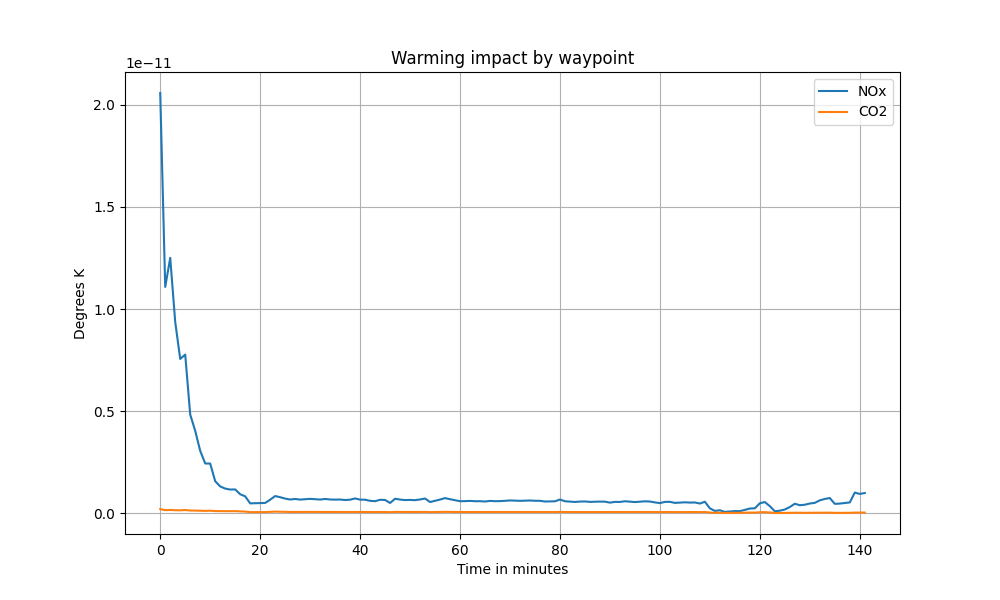 Warming impact by waypoint
1e−11
NOx
CO2
2.0
1.5
1.0
0.5
0.0
Degrees K
0 20 40 60 80 100 120 140
Time in minutes